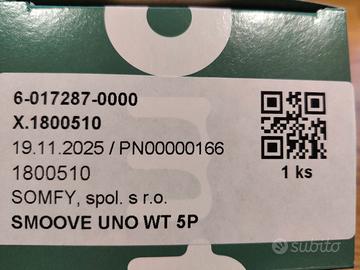 6-017287-0000
X.1800510
19.11.2025 / PN00000166
1800510
SOMFY, spol. s r.o.
SMOOVE UNO WT 5P
1 ks
subito